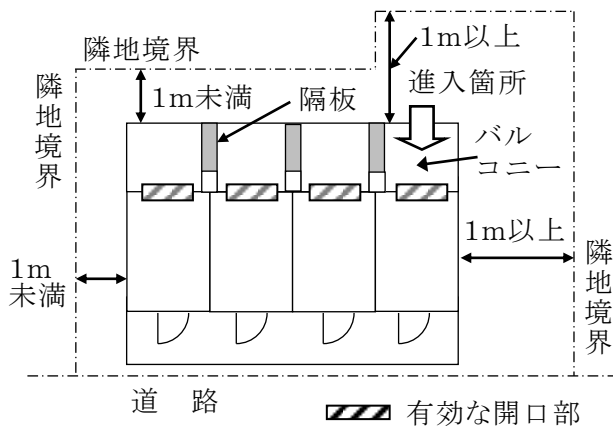 隣地境界
1m以上
隣地境界
1m未満
隔板
進入箇所
バル
コニー
1m以上
1m
未満
隣地境界
道路
有効な開口部